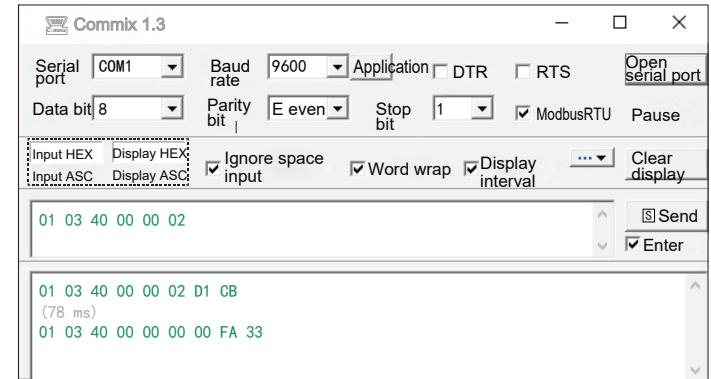 Commix 1.3
Serial port COM1 Baud rate 9600 Application DTR RTS Open serial port
Data bit 8 Parity bit E even Stop bit 1 ModbusRTU Pause
Input HEX Display HEX Ignore space input Word wrap Display interval ... Clear display
Input ASC Display ASC
01 03 40 00 00 02
S Send
Enter
01 03 40 00 00 02 D1 CB
(78 ms)
01 03 40 00 00 00 00 FA 33